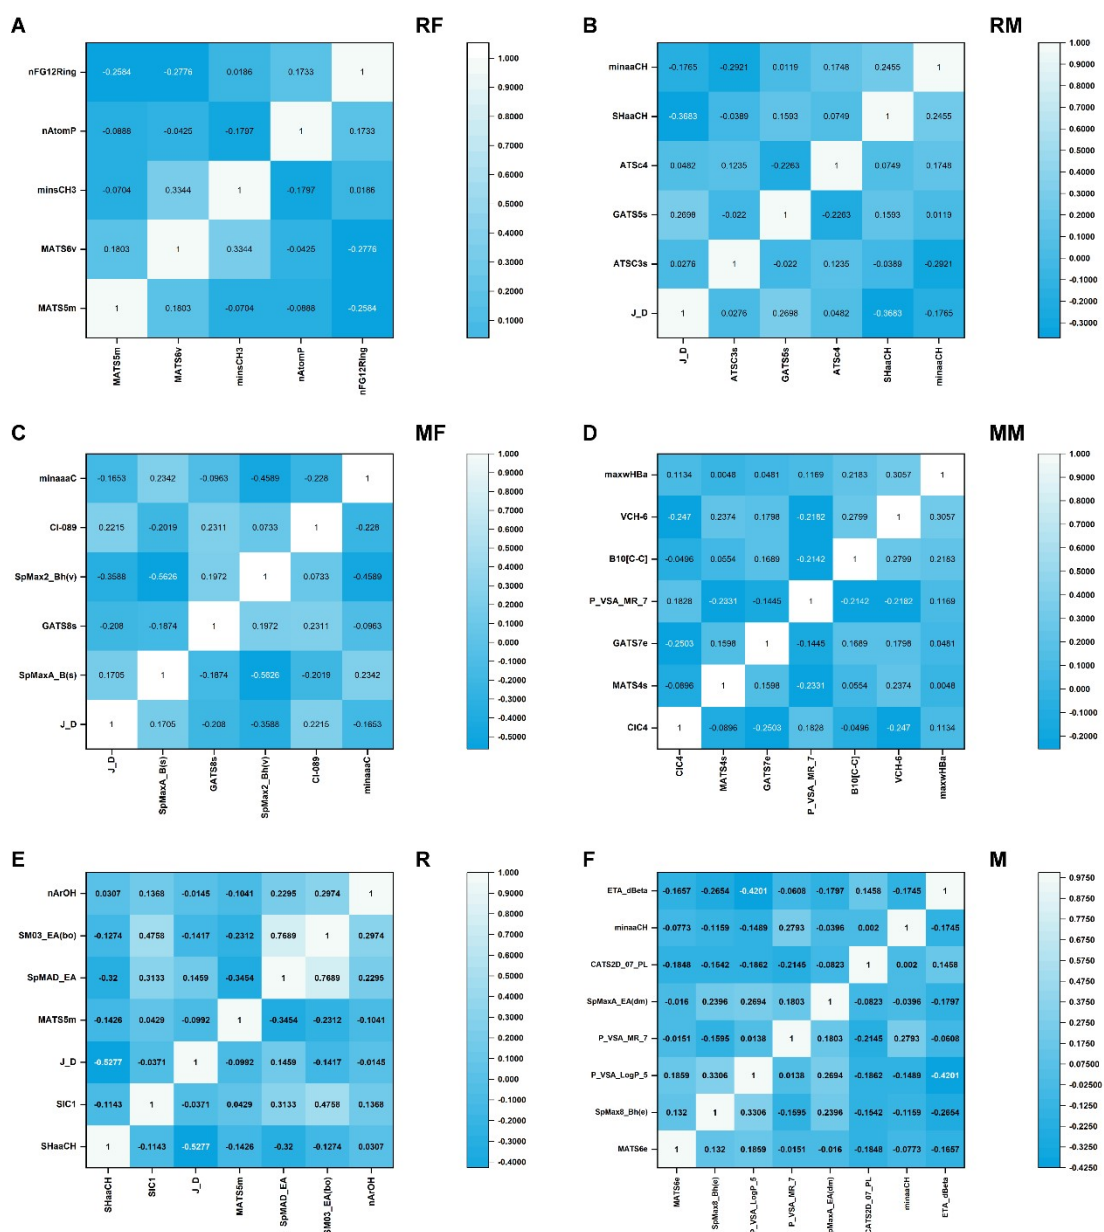 A RF
nFG12Ring -0.2584 -0.2776 0.0186 0.1733 1
nAtomP -0.0888 -0.0425 -0.1797 1 0.1733
minsCH3 -0.0704 0.3344 1 -0.1797 0.0186
MATS6v 0.1803 1 0.3344 -0.0425 -0.2776
MATS5m 1 0.1803 -0.0704 -0.0888 -0.2584
MATS5m MATS6v minsCH3 nAtomP nFG12Ring
1.000
0.9000
0.8000
0.7000
0.6000
0.5000
0.4000
0.3000
0.2000
0.1000
B RM
minaaCH -0.1765 -0.2921 0.0119 0.1748 0.2455 1
SHaaCH -0.3683 -0.0389 0.1593 0.0749 1 0.2455
ATSc4 0.0482 0.1235 -0.2263 1 0.0749 0.1748
GATS5s 0.2698 -0.022 1 -0.2263 0.1593 0.0119
ATSC3s 0.0276 1 -0.022 0.1235 -0.0389 -0.2921
J_D 1 0.0276 0.2698 0.0482 -0.3683 -0.1765
J_D ATSC3s GATS5s ATSc4 SHaaCH minaaCH
1.000
0.9000
0.8000
0.7000
0.6000
0.5000
0.4000
0.3000
0.2000
0.1000
0.000
-0.1000
-0.2000
-0.3000
C MF
minaaaC -0.1653 0.2342 -0.0963 -0.4589 -0.228 1
CI-089 0.2215 -0.2019 0.2311 0.0733 1 -0.228
SpMax2_Bh(v) -0.3588 -0.5626 0.1972 1 0.0733 -0.4589
GATS8s -0.208 -0.1874 1 0.1972 0.2311 -0.0963
SpMaxA_B(s) 0.1705 1 -0.1874 -0.5626 -0.2019 0.2342
J_D 1 0.1705 -0.208 -0.3588 0.2215 -0.1653
J_D SpMaxA_B(s) GATS8s SpMax2_Bh(v) CI-089 minaaaC
1.000
0.9000
0.8000
0.7000
0.6000
0.5000
0.4000
0.3000
0.2000
0.1000
0.000
-0.1000
-0.2000
-0.3000
-0.4000
-0.5000
D MM
maxwHBa 0.1134 0.0048 0.0481 0.1169 0.2183 0.3057 1
VCH-6 -0.247 0.2374 0.1798 -0.2182 0.2799 1 0.3057
B10[C-C] -0.0496 0.0554 0.1689 -0.2142 1 0.2799 0.2183
P_VSA_MR_7 0.1828 -0.2331 -0.1445 1 -0.2142 -0.2182 0.1169
GATS7e -0.2503 0.1598 1 -0.1445 0.1689 0.1798 0.0481
MATS4s -0.0896 1 0.1598 -0.2331 0.0554 0.2374 0.0048
CIC4 1 -0.0896 -0.2503 0.1828 -0.0496 -0.247 0.1134
CIC4 MATS4s GATS7e P_VSA_MR_7 B10[C-C] VCH-6 maxwHBa
1.000
0.9000
0.8000
0.7000
0.6000
0.5000
0.4000
0.3000
0.2000
0.1000
0.000
-0.1000
-0.2000
E R
nArOH 0.0307 0.1368 -0.0145 -0.1041 0.2295 0.2974 1
SM03_EA(bo) -0.1274 0.4758 -0.1417 -0.2312 0.7689 1 0.2974
SpMAD_EA -0.32 0.3133 0.1459 -0.3454 1 0.7689 0.2295
MATS5m -0.1426 0.0429 -0.0992 1 -0.3454 -0.2312 -0.1041
J_D -0.5277 -0.0371 1 -0.0992 0.1459 -0.1417 -0.0145
SIC1 -0.1143 1 -0.0371 0.0429 0.3133 0.4758 0.1368
SHaaCH 1 -0.1143 -0.5277 -0.1426 -0.32 -0.1274 0.0307
SHaaCH SIC1 J_D MATS5m SpMAD_EA SM03_EA(bo) nArOH
1.000
0.9000
0.8000
0.7000
0.6000
0.5000
0.4000
0.3000
0.2000
0.1000
0.000
-0.1000
-0.2000
-0.3000
-0.4000
F M
ETA_dBeta -0.1657 -0.2654 -0.4201 -0.0608 -0.1797 0.1458 -0.1745 1
minaaCH -0.0773 -0.1159 -0.1489 0.2793 -0.0396 0.002 1 -0.1745
CATS2D_07_PL -0.1848 -0.1542 -0.1862 -0.2145 -0.0823 1 0.002 0.1458
SpMaxA_EA(dm) -0.016 0.2396 0.2694 0.1803 1 -0.0823 -0.0396 -0.1797
P_VSA_MR_7 -0.0151 -0.1595 0.0138 1 0.1803 -0.2145 0.2793 -0.0608
P_VSA_LogP_5 0.1859 0.3306 1 0.0138 0.2694 -0.1862 -0.1489 -0.4201
SpMax8_Bh(e) 0.132 1 0.3306 -0.1595 0.2396 -0.1542 -0.1159 -0.2654
MATS6e 1 0.132 0.1859 -0.0151 -0.016 -0.1848 -0.0773 -0.1657
MATS6e SpMax8_Bh(e) P_VSA_LogP_5 P_VSA_MR_7 SpMaxA_EA(dm) CATS2D_07_PL minaaCH ETA_dBeta
0.9750
0.8750
0.7750
0.6750
0.5750
0.4750
0.3750
0.2750
0.1750
0.07500
-0.02500
-0.1250
-0.2250
-0.3250
-0.4250